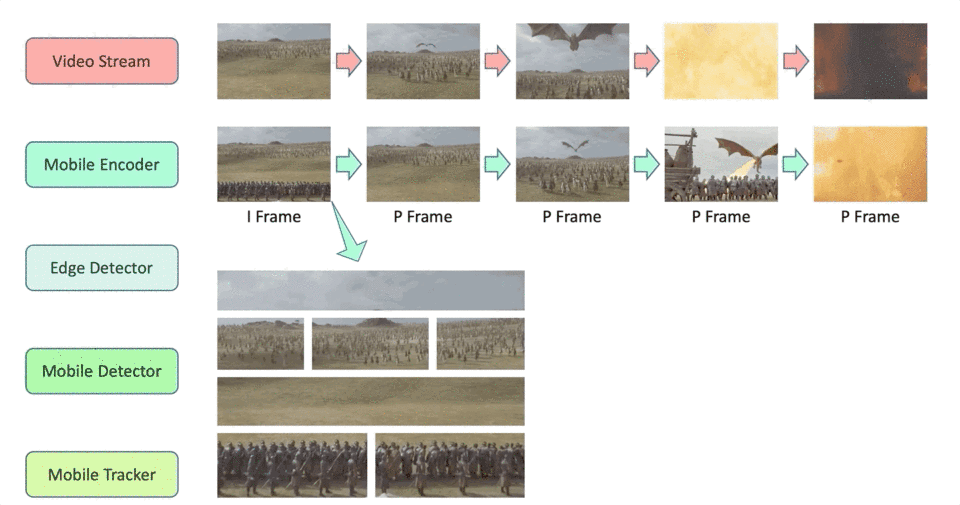 Video Stream
Mobile Encoder
I Frame
P Frame
P Frame
P Frame
P Frame
Edge Detector
Mobile Detector
Mobile Tracker